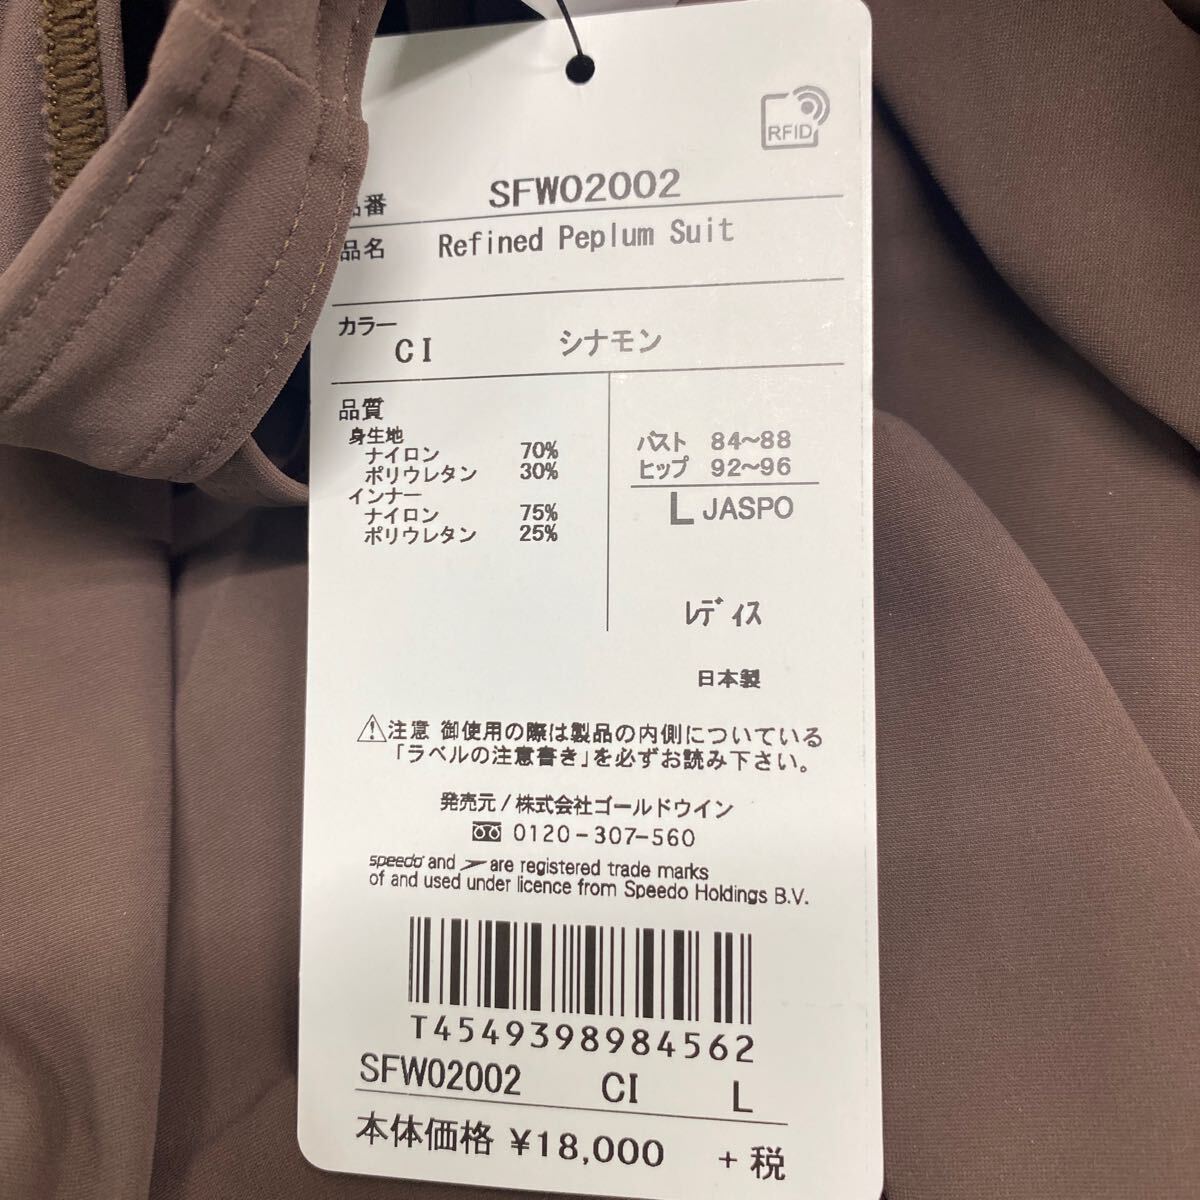 RFID
品番 SFW02002
品名 Refined Peplum Suit
カラー
CI シナモン
品質
身生地
ナイロン 70%
ポリウレタン 30%
インナー
ナイロン 75%
ポリウレタン 25%
バスト 84〜88
ヒップ 92〜96
L JASPO
レディス
日本製
⚠注意 御使用の際は製品の内側についている
「ラベルの注意書き」を必ずお読み下さい。
発売元/株式会社ゴールドウイン
0120-307-560
speedo and are registered trade marks
of and used under licence from Speedo Holdings B.V.
T4549398984562
SFW02002 CI L
本体価格 ¥18,000 +税